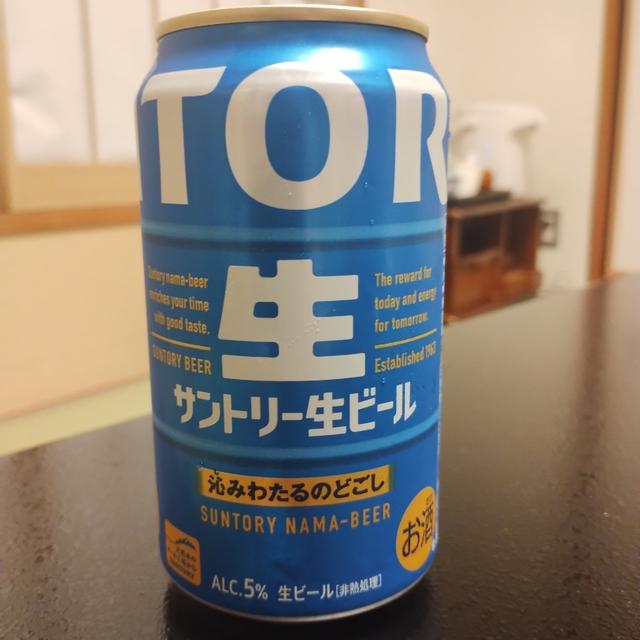 TOR
Suntory nama-beer
enriches your time
with good taste.
SUNTORY BEER
生
The reward for
today and energy
for tomorrow.
Established 1963
サントリー生ビール
沁みわたるのどごし
SUNTORY NAMA-BEER
お酒
ALC.5% 生ビール[非熱処理]